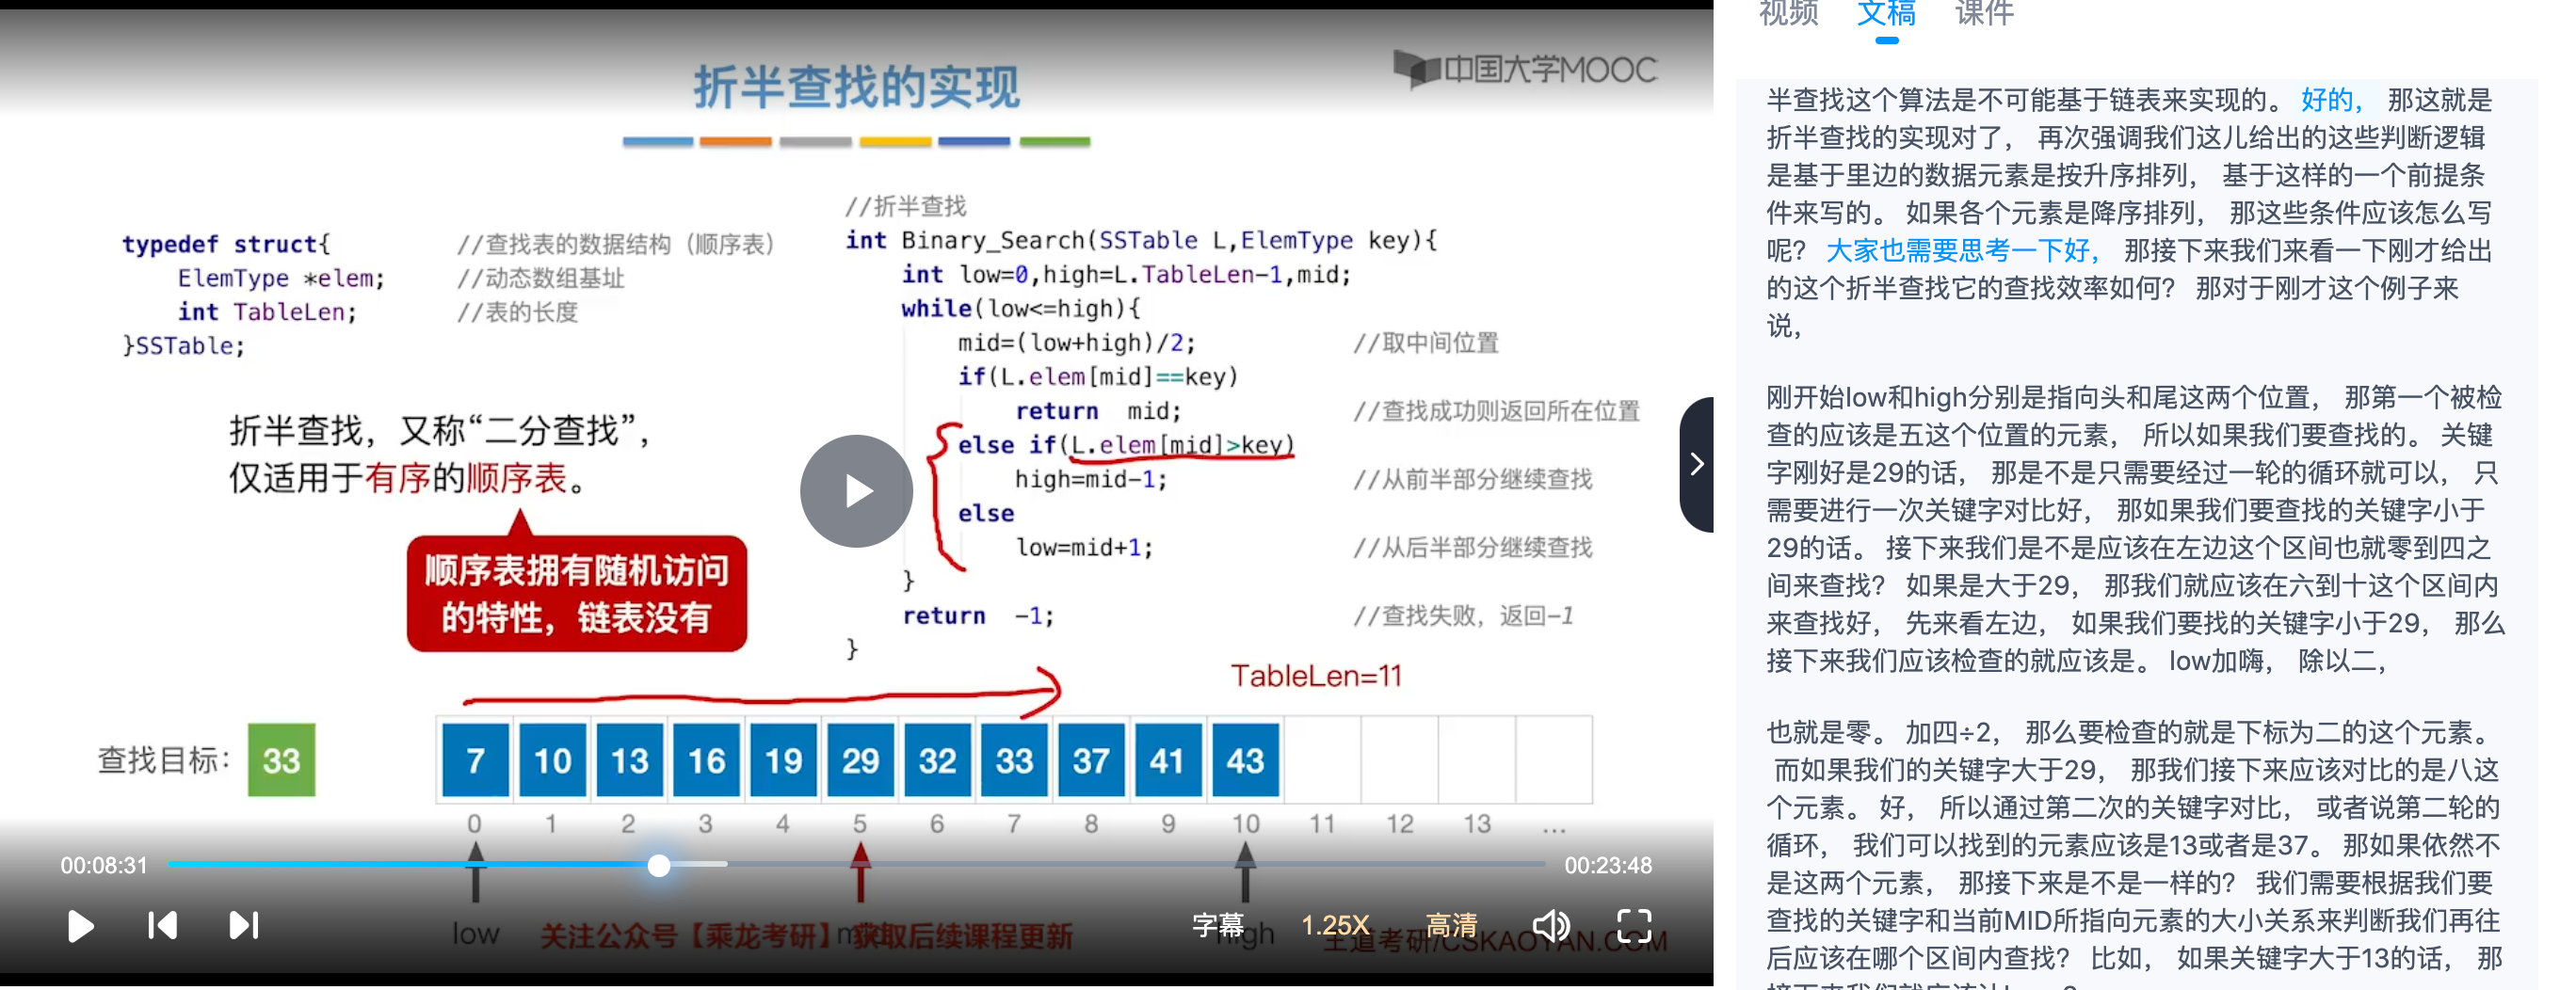 视频 文稿 课件
中国大学MOOC
折半查找的实现
typedef struct{ //查找表的数据结构（顺序表）
ElemType *elem; //动态数组基址
int TableLen; //表的长度
}SSTable;
折半查找，又称“二分查找”，
仅适用于有序的顺序表。
顺序表拥有随机访问
的特性，链表没有
//折半查找
int Binary_Search(SSTable L,ElemType key){
int low=0,high=L.TableLen-1,mid;
while(low<=high){
mid=(low+high)/2; //取中间位置
if(L.elem[mid]==key)
return mid; //查找成功则返回所在位置
else if(L.elem[mid]>key)
high=mid-1; //从前半部分继续查找
else
low=mid+1; //从后半部分继续查找
}
return -1; //查找失败，返回-1
}
TableLen=11
查找目标： 33
7 10 13 16 19 29 32 33 37 41 43
0 1 2 3 4 5 6 7 8 9 10 11 12 13 ...
00:08:31 00:23:48
low 关注公众号【乘龙考研】获取后续课程更新 high 王道考研/CSKAOYAN.COM
字幕 1.25X 高清
半查找这个算法是不可能基于链表来实现的。 好的， 那这就是
折半查找的实现对了， 再次强调我们这儿给出的这些判断逻辑
是基于里边的数据元素是按升序排列， 基于这样的一个前提条
件来写的。 如果各个元素是降序排列， 那这些条件应该怎么写
呢？ 大家也需要思考一下好， 那接下来我们来看一下刚才给出
的这个折半查找它的查找效率如何？ 那对于刚才这个例子来
说，
刚开始low和high分别是指向头和尾这两个位置， 那第一个被检
查的应该是五这个位置的元素， 所以如果我们要查找的。 关键
字刚好是29的话， 那是不是只需要经过一轮的循环就可以， 只
需要进行一次关键字对比好， 那如果我们要查找的关键字小于
29的话。 接下来我们是不是应该在左边这个区间也就零到四之
间来查找？ 如果是大于29， 那我们就应该在六到十这个区间内
来查找好， 先来看左边， 如果我们要找的关键字小于29， 那么
接下来我们应该检查的就应该是。 low加嗨， 除以二，
也就是零。 加四÷2， 那么要检查的就是下标为二的这个元素。
而如果我们的关键字大于29， 那我们接下来应该对比的是八这
个元素。 好， 所以通过第二次的关键字对比， 或者说第二轮的
循环， 我们可以找到的元素应该是13或者是37。 那如果依然不
是这两个元素， 那接下来是不是一样的？ 我们需要根据我们要
查找的关键字和当前MID所指向元素的大小关系来判断我们再往
后应该在哪个区间内查找？ 比如， 如果关键字大于13的话， 那